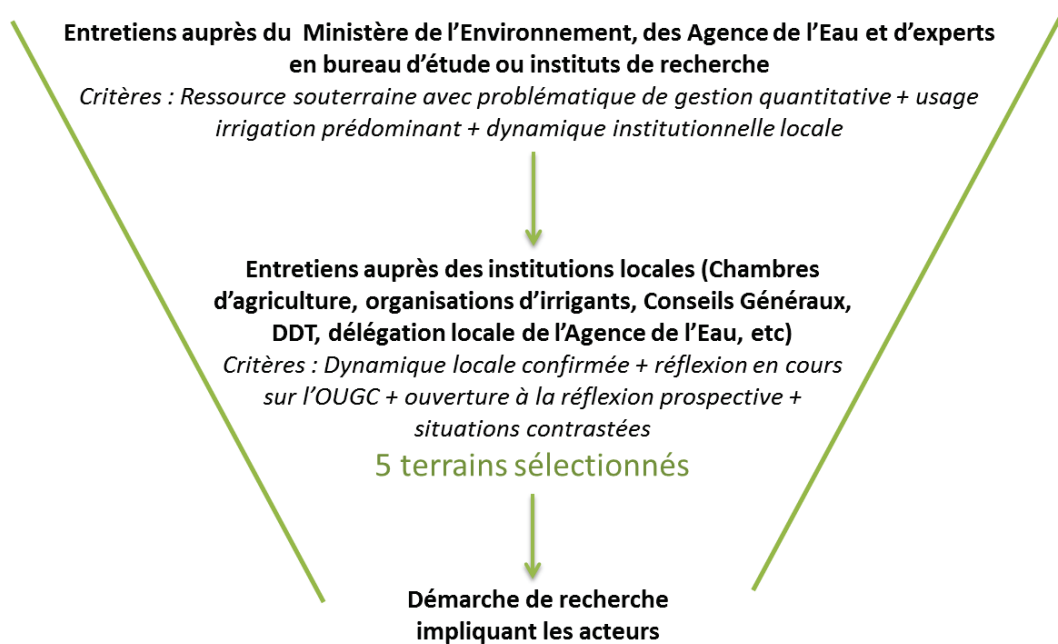 Entretiens auprès du  Ministère de l’Environnement, des Agence de l’Eau et d’experts
en bureau d’étude ou instituts de recherche
Critères : Ressource souterraine avec problématique de gestion quantitative + usage
irrigation prédominant + dynamique institutionnelle locale
Entretiens auprès des institutions locales (Chambres
d’agriculture, organisations d’irrigants, Conseils Généraux,
DDT, délégation locale de l’Agence de l’Eau, etc)
Critères : Dynamique locale confirmée + réflexion en cours
sur l’OUGC + ouverture à la réflexion prospective +
situations contrastées
5 terrains sélectionnés
Démarche de recherche
impliquant les acteurs